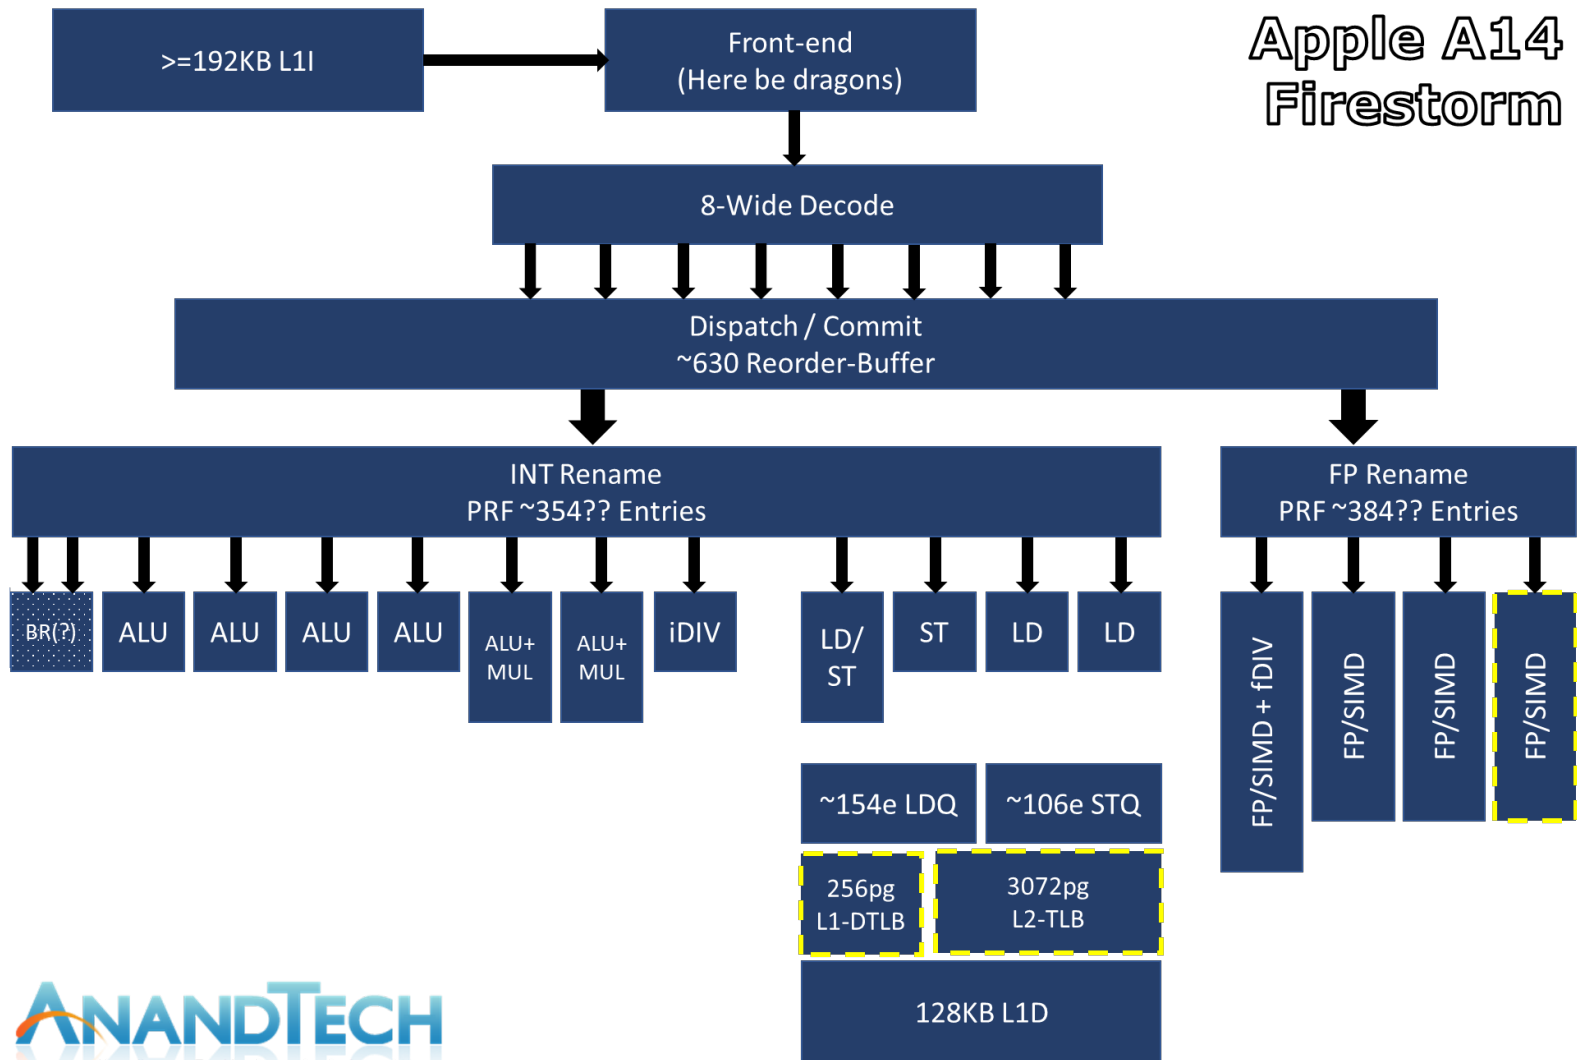 Apple A14
Firestorm
>=192KB L1I
Front-end
(Here be dragons)
8-Wide Decode
Dispatch / Commit
~630 Reorder-Buffer
INT Rename
PRF ~354?? Entries
FP Rename
PRF ~384?? Entries
BR(?)
ALU
ALU
ALU
ALU
ALU+
MUL
ALU+
MUL
iDIV
LD/
ST
ST
LD
LD
FP/SIMD + fDIV
FP/SIMD
FP/SIMD
FP/SIMD
~154e LDQ
~106e STQ
256pg
L1-DTLB
3072pg
L2-TLB
128KB L1D
ANANDTECH